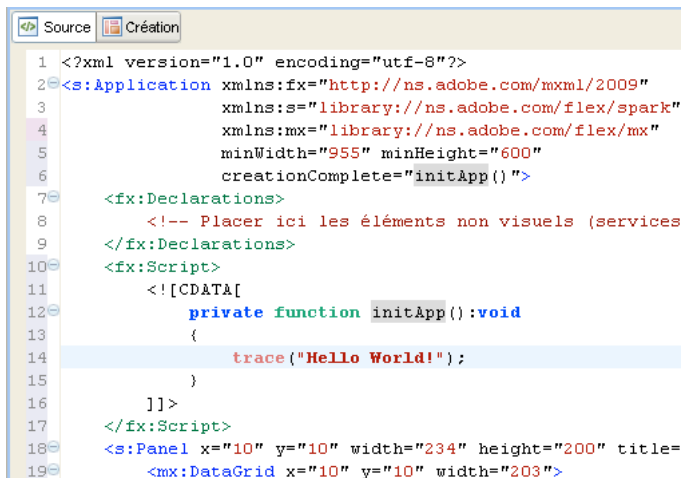 Source Création
1 <?xml version="1.0" encoding="utf-8"?>
2 <s:Application xmlns:fx="http://ns.adobe.com/mxml/2009"
3 xmlns:s="library://ns.adobe.com/flex/spark"
4 xmlns:mx="library://ns.adobe.com/flex/mx"
5 minWidth="955" minHeight="600"
6 creationComplete="initApp()">
7 <fx:Declarations>
8 <!-- Placer ici les éléments non visuels (services
9 </fx:Declarations>
10 <fx:Script>
11 <![CDATA[
12 private function initApp():void
13 {
14 trace("Hello World!");
15 }
16 ]]>
17 </fx:Script>
18 <s:Panel x="10" y="10" width="234" height="200" title=
19 <mx:DataGrid x="10" y="10" width="203">